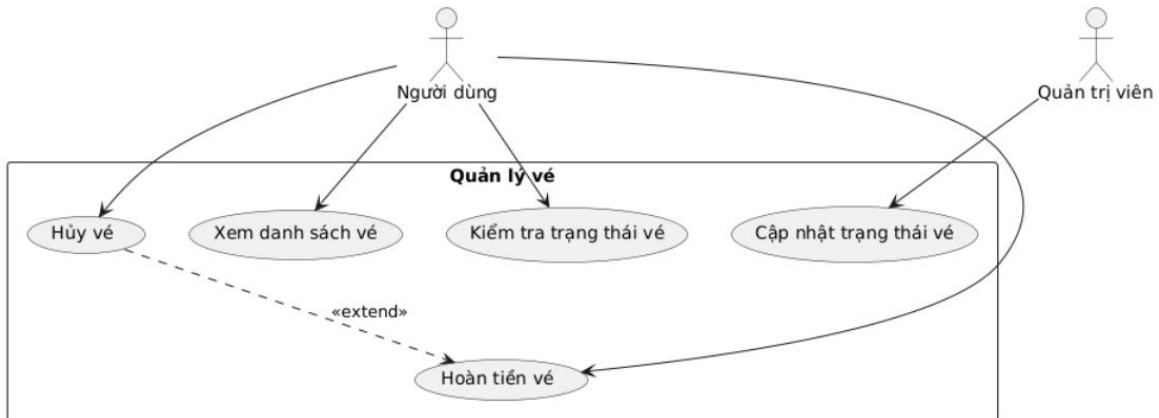 Người dùng
Quản trị viên
Quản lý vé
Hủy vé
Xem danh sách vé
Kiểm tra trạng thái vé
Cập nhật trạng thái vé
«extend»
Hoàn tiền vé